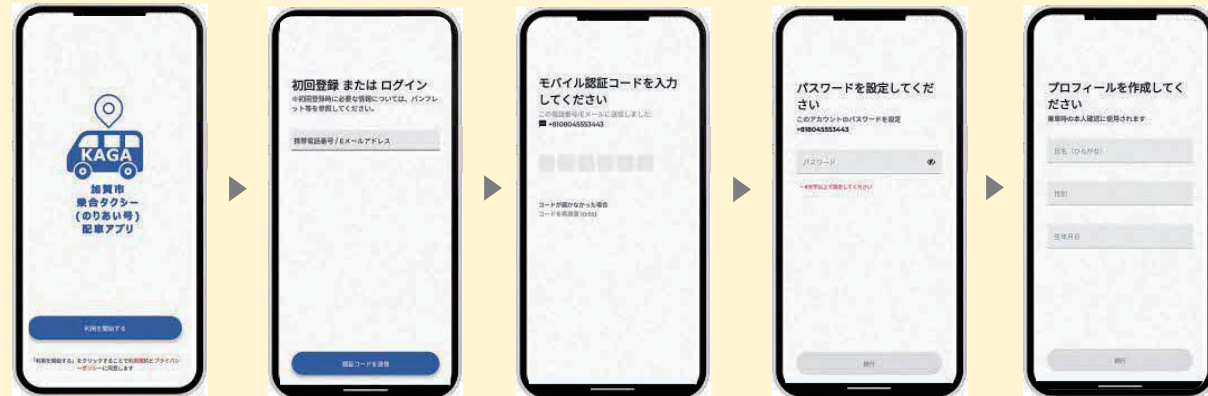 KAGA
加賀市
乗合タクシー
(のりあい号)
配車アプリ
利用を開始する
「利用を開始する」をクリックすることで利用規約とプライバシ
ーポリシーに同意します
初回登録 または ログイン
※初回登録時に必要な情報については、パンフレ
ット等を参照してください。
携帯電話番号 / Eメールアドレス
認証コードを送信
モバイル認証コードを入力
してください
この電話番号/Eメールに送信しました:
+8108045553443
コードが届かなかった場合
コードを再送信 (0:55)
パスワードを設定してくだ
さい
このアカウントのパスワードを設定
+818045553443
パスワード
続行
プロフィールを作成してく
ださい
乗車時の本人確認に使用されます
氏名（ひらがな）
性別
生年月日
続行